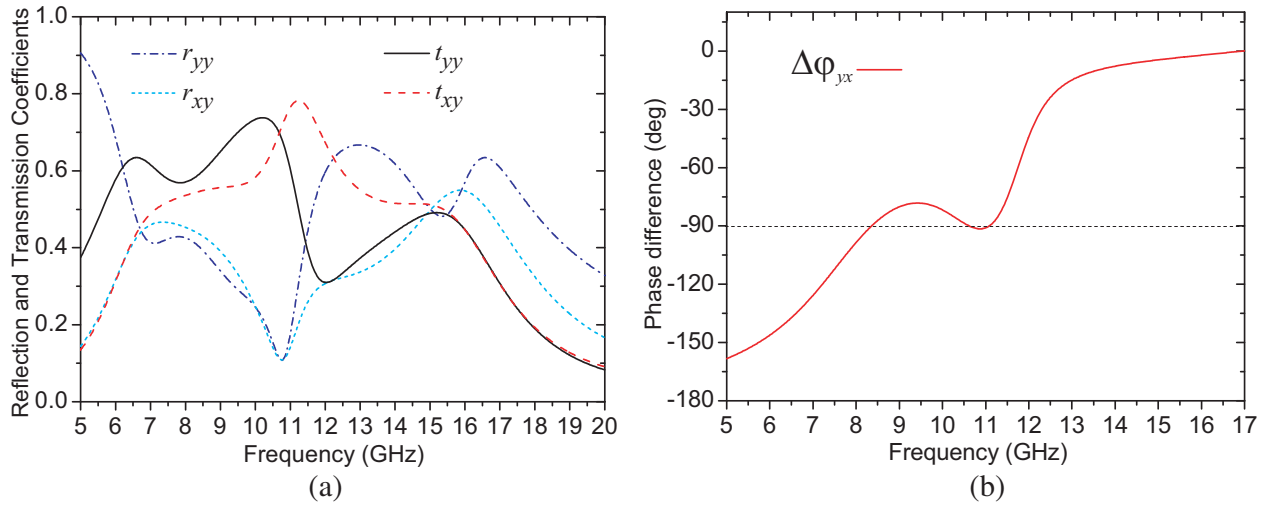 Reflection and Transmission Coefficients
1.0
0.8
0.6
0.4
0.2
0.0
r_yy
t_yy
r_xy
t_xy
5 6 7 8 9 10 11 12 13 14 15 16 17 18 19 20
Frequency (GHz)
(a)
Phase difference (deg)
0
-30
-60
-90
-120
-150
-180
Δφ_yx
5 6 7 8 9 10 11 12 13 14 15 16 17
Frequency (GHz)
(b)